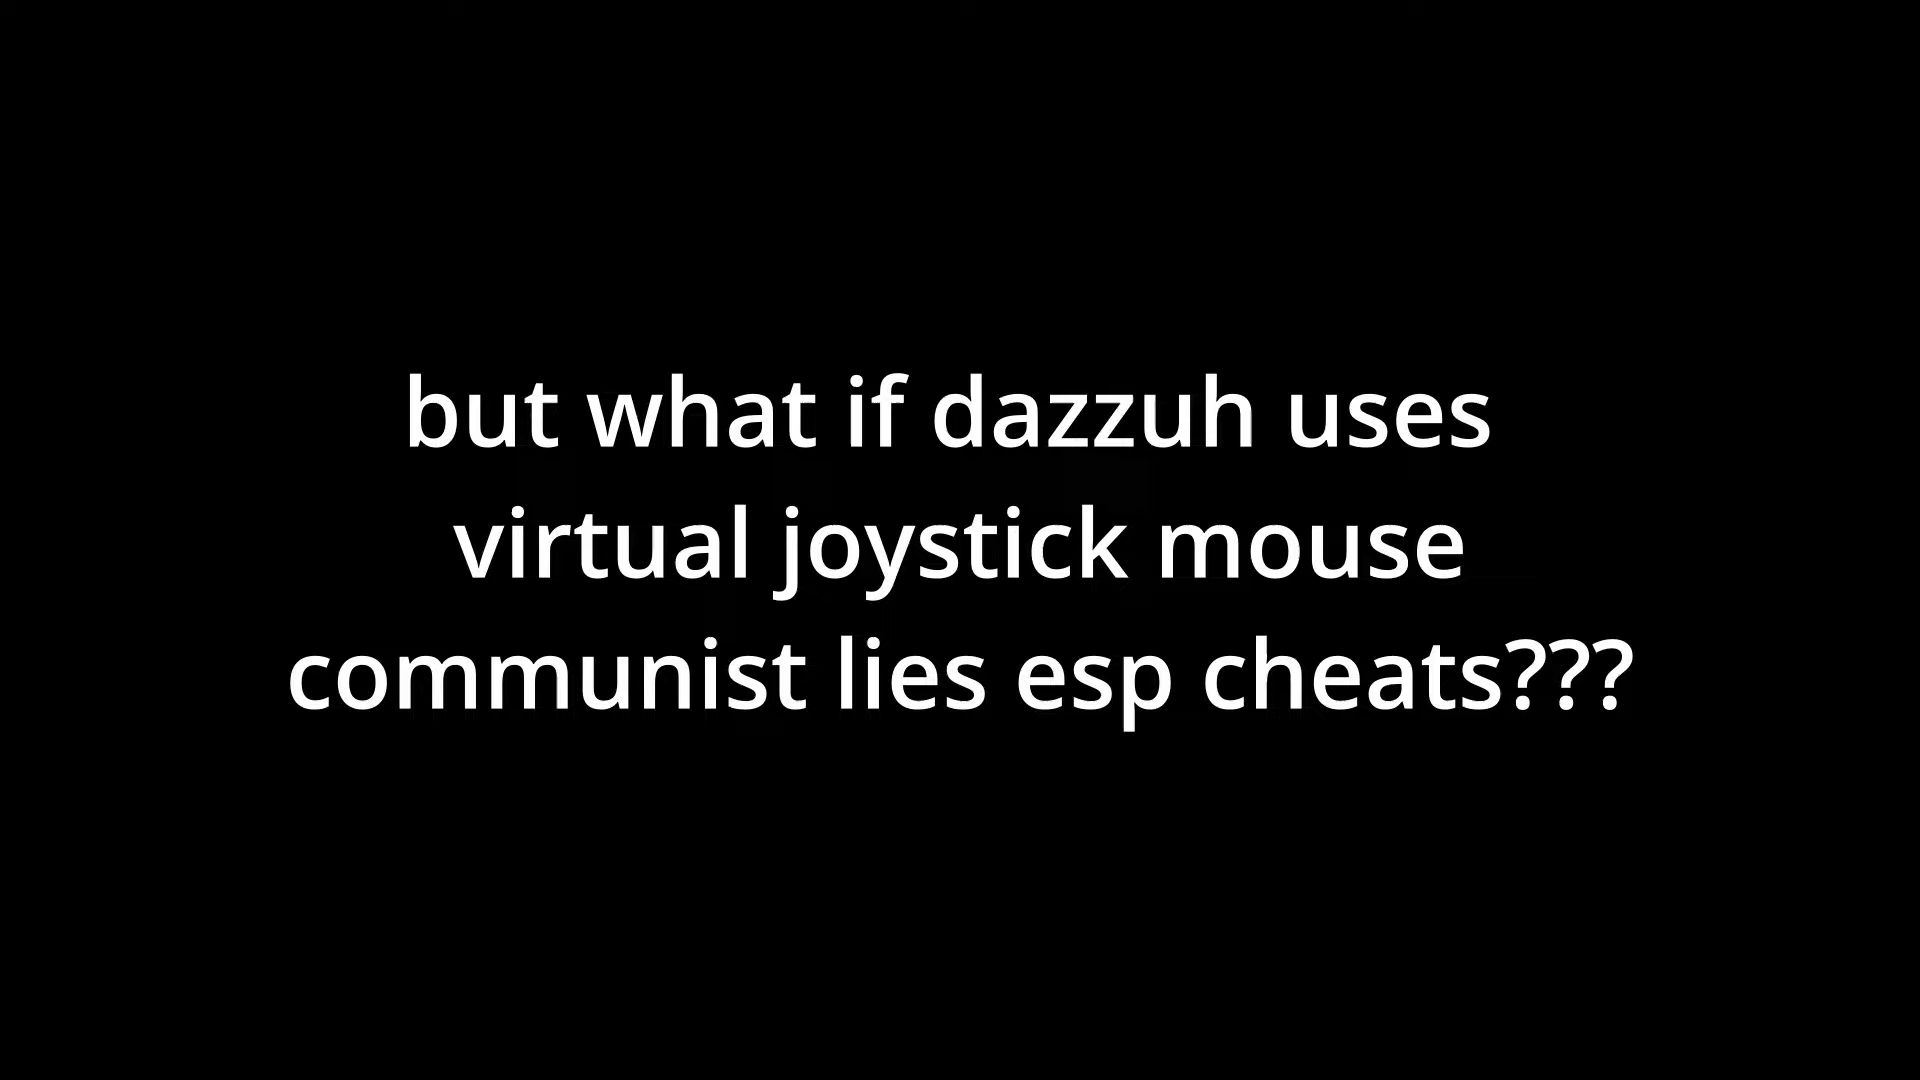 but what if dazzuh uses
virtual joystick mouse
communist lies esp cheats???